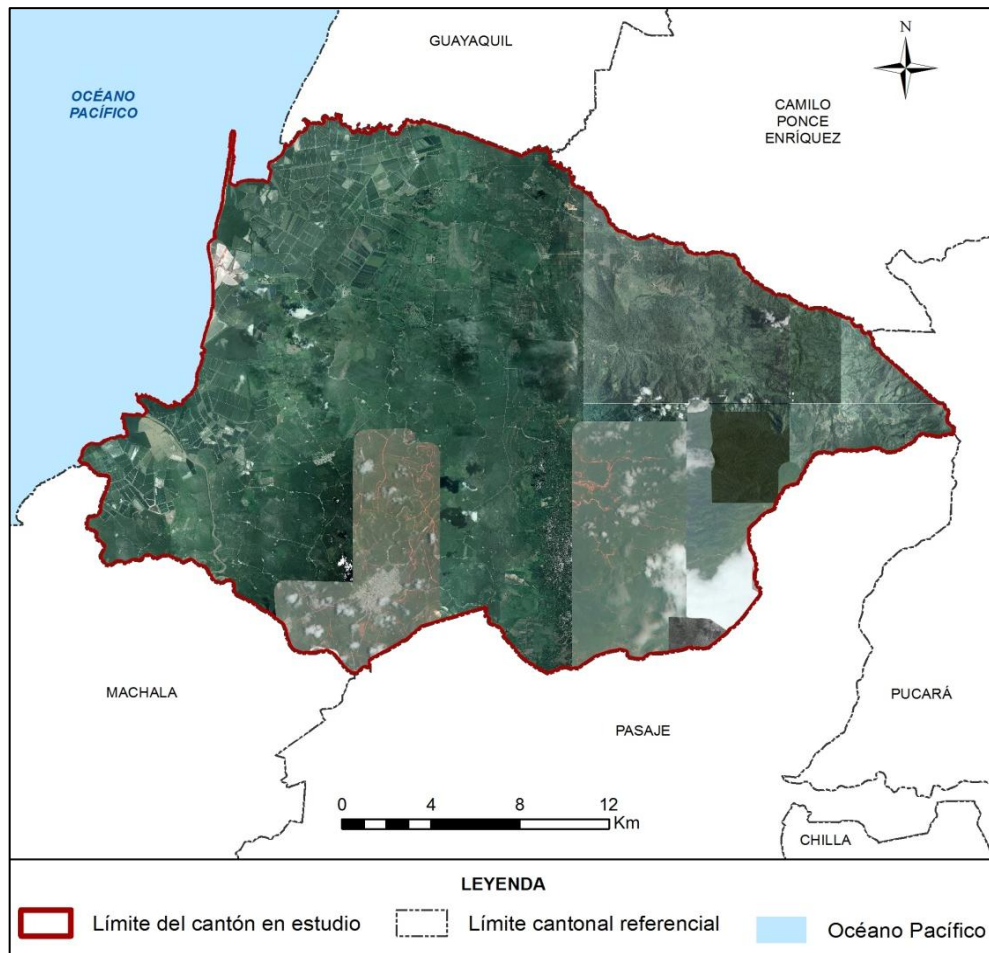 GUAYAQUIL
N
OCÉANO
PACÍFICO
CAMILO
PONCE
ENRÍQUEZ
MACHALA
PASAJE
PUCARÁ
CHILLA
0 4 8 12
Km
LEYENDA
Límite del cantón en estudio
Límite cantonal referencial
Océano Pacífico